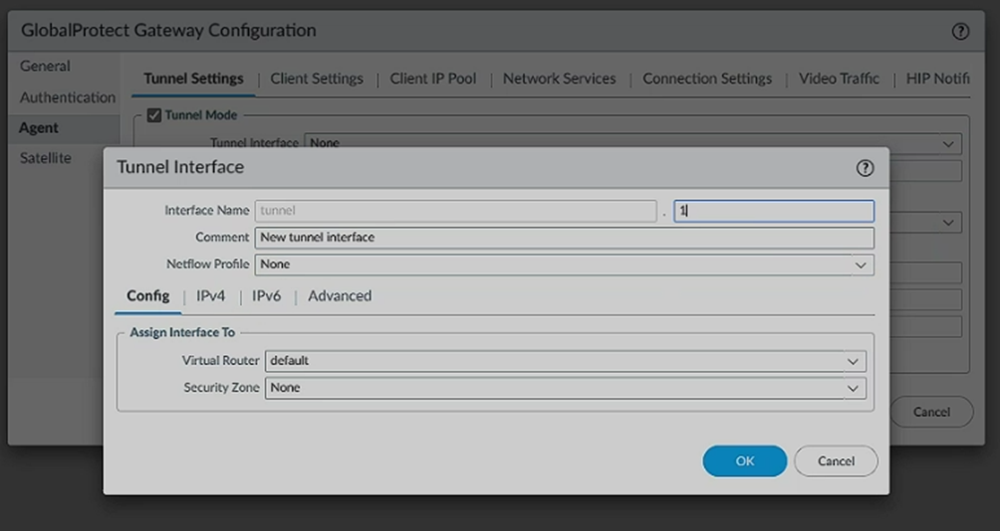 GlobalProtect Gateway Configuration
General
Authentication
Agent
Satellite
Tunnel Settings | Client Settings | Client IP Pool | Network Services | Connection Settings | Video Traffic | HIP Notifi
Tunnel Mode
Tunnel Interface None
Tunnel Interface
Interface Name tunnel . 1
Comment New tunnel interface
Netflow Profile None
Config | IPv4 | IPv6 | Advanced
Assign Interface To
Virtual Router default
Security Zone None
OK Cancel
Cancel